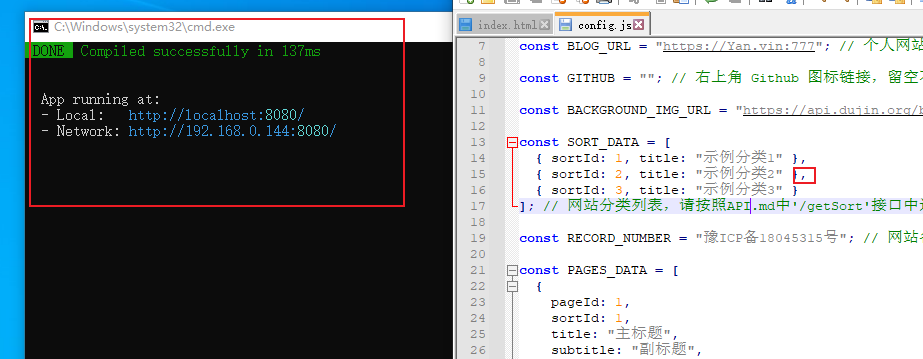 C:\Windows\system32\cmd.exe
DONE Compiled successfully in 137ms
App running at:
- Local: http://localhost:8080/
- Network: http://192.168.0.144:8080/
index.html
config.js
7 const BLOG_URL = "https://Yan.vin:777"; // 个人网站
8
9 const GITHUB = ""; // 右上角 Github 图标链接，留空
10
11 const BACKGROUND_IMG_URL = "https://api.dujin.org/
12
13 const SORT_DATA = [
14 { sortId: 1, title: "示例分类1" },
15 { sortId: 2, title: "示例分类2" },
16 { sortId: 3, title: "示例分类3" }
17 ]; // 网站分类列表，请按照API.md中'/getSort'接口中
18
19 const RECORD_NUMBER = "豫ICP备18045315号"; // 网站
20
21 const PAGES_DATA = [
22 {
23 pageId: 1,
24 sortId: 1,
25 title: "主标题",
26 subtitle: "副标题",